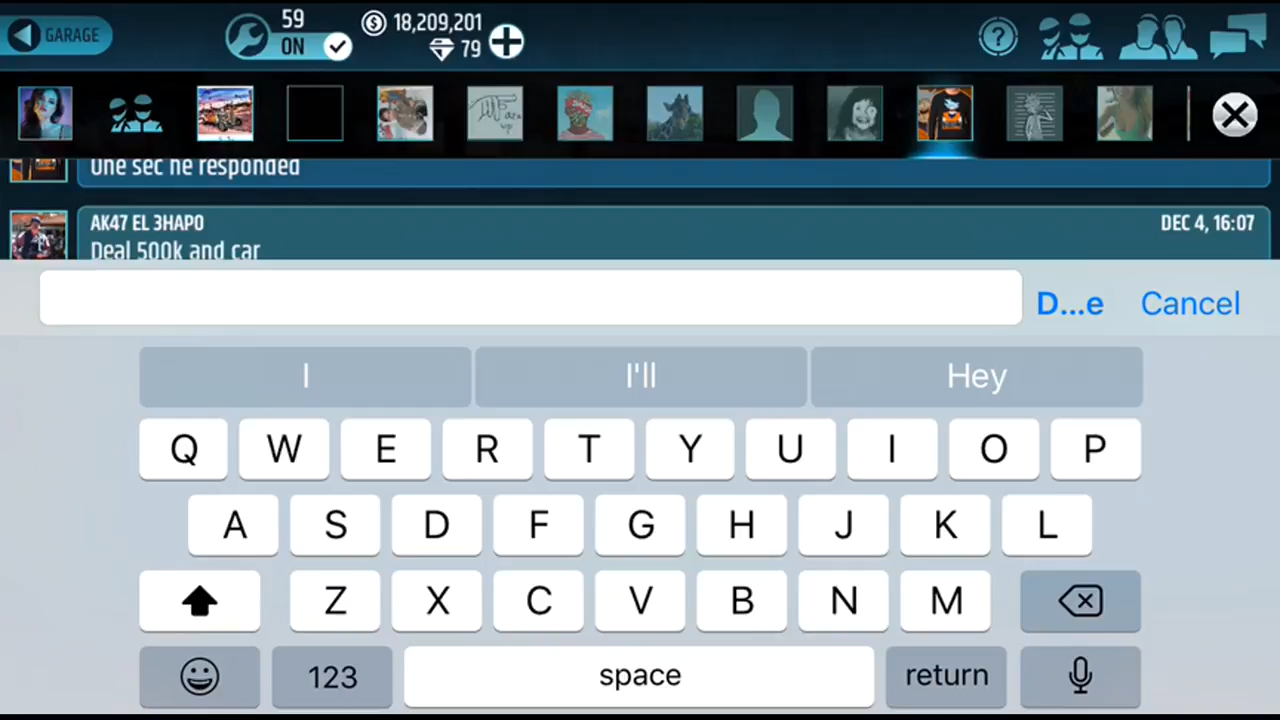 GARAGE
59
ON
18,209,201
79
One sec he responded
AK47 EL 3HAPO
DEC 4, 16:07
Deal 500k and car
D...e
Cancel
I
I'll
Hey
Q W E R T Y U I O P
A S D F G H J K L
Z X C V B N M
123
space
return